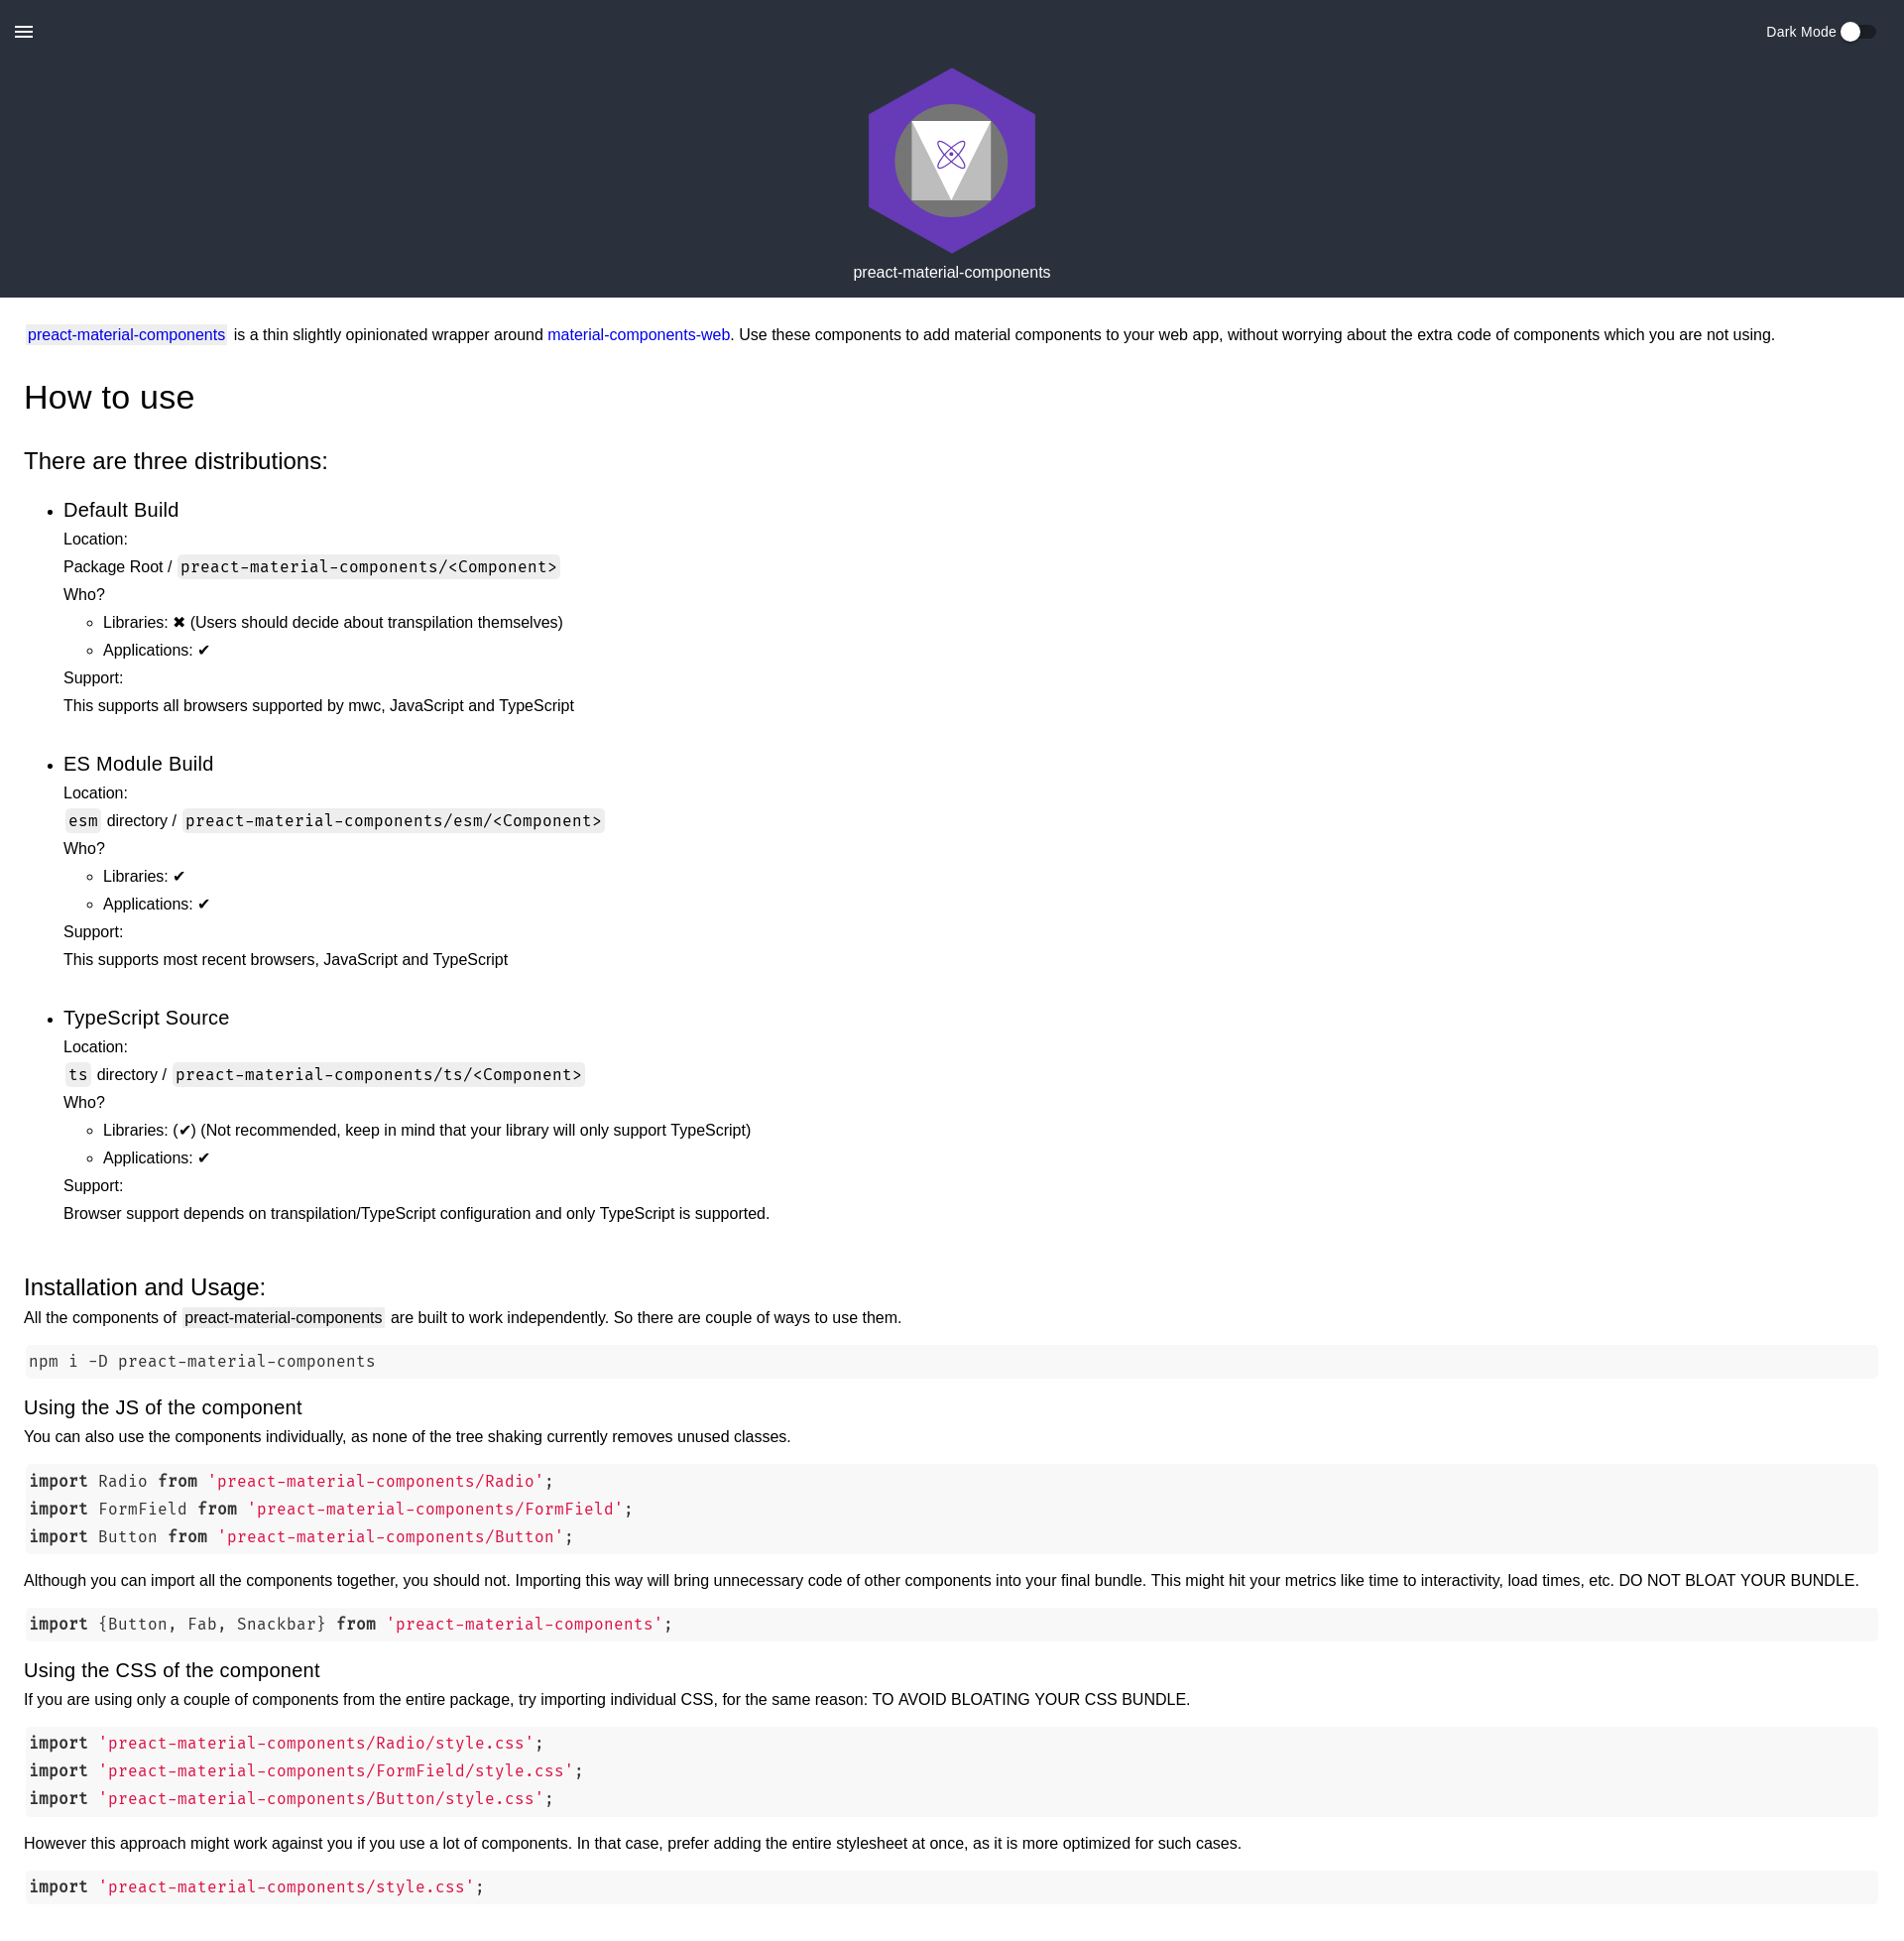 Dark Mode
preact-material-components
preact-material-components is a thin slightly opinionated wrapper around material-components-web. Use these components to add material components to your web app, without worrying about the extra code of components which you are not using.
How to use
There are three distributions:
• Default Build
Location:
Package Root / preact-material-components/<Component>
Who?
◦ Libraries: ✖ (Users should decide about transpilation themselves)
◦ Applications: ✔
Support:
This supports all browsers supported by mwc, JavaScript and TypeScript
• ES Module Build
Location:
esm directory / preact-material-components/esm/<Component>
Who?
◦ Libraries: ✔
◦ Applications: ✔
Support:
This supports most recent browsers, JavaScript and TypeScript
• TypeScript Source
Location:
ts directory / preact-material-components/ts/<Component>
Who?
◦ Libraries: (✔) (Not recommended, keep in mind that your library will only support TypeScript)
◦ Applications: ✔
Support:
Browser support depends on transpilation/TypeScript configuration and only TypeScript is supported.
Installation and Usage:
All the components of preact-material-components are built to work independently. So there are couple of ways to use them.
npm i -D preact-material-components
Using the JS of the component
You can also use the components individually, as none of the tree shaking currently removes unused classes.
import Radio from 'preact-material-components/Radio';
import FormField from 'preact-material-components/FormField';
import Button from 'preact-material-components/Button';
Although you can import all the components together, you should not. Importing this way will bring unnecessary code of other components into your final bundle. This might hit your metrics like time to interactivity, load times, etc. DO NOT BLOAT YOUR BUNDLE.
import {Button, Fab, Snackbar} from 'preact-material-components';
Using the CSS of the component
If you are using only a couple of components from the entire package, try importing individual CSS, for the same reason: TO AVOID BLOATING YOUR CSS BUNDLE.
import 'preact-material-components/Radio/style.css';
import 'preact-material-components/FormField/style.css';
import 'preact-material-components/Button/style.css';
However this approach might work against you if you use a lot of components. In that case, prefer adding the entire stylesheet at once, as it is more optimized for such cases.
import 'preact-material-components/style.css';